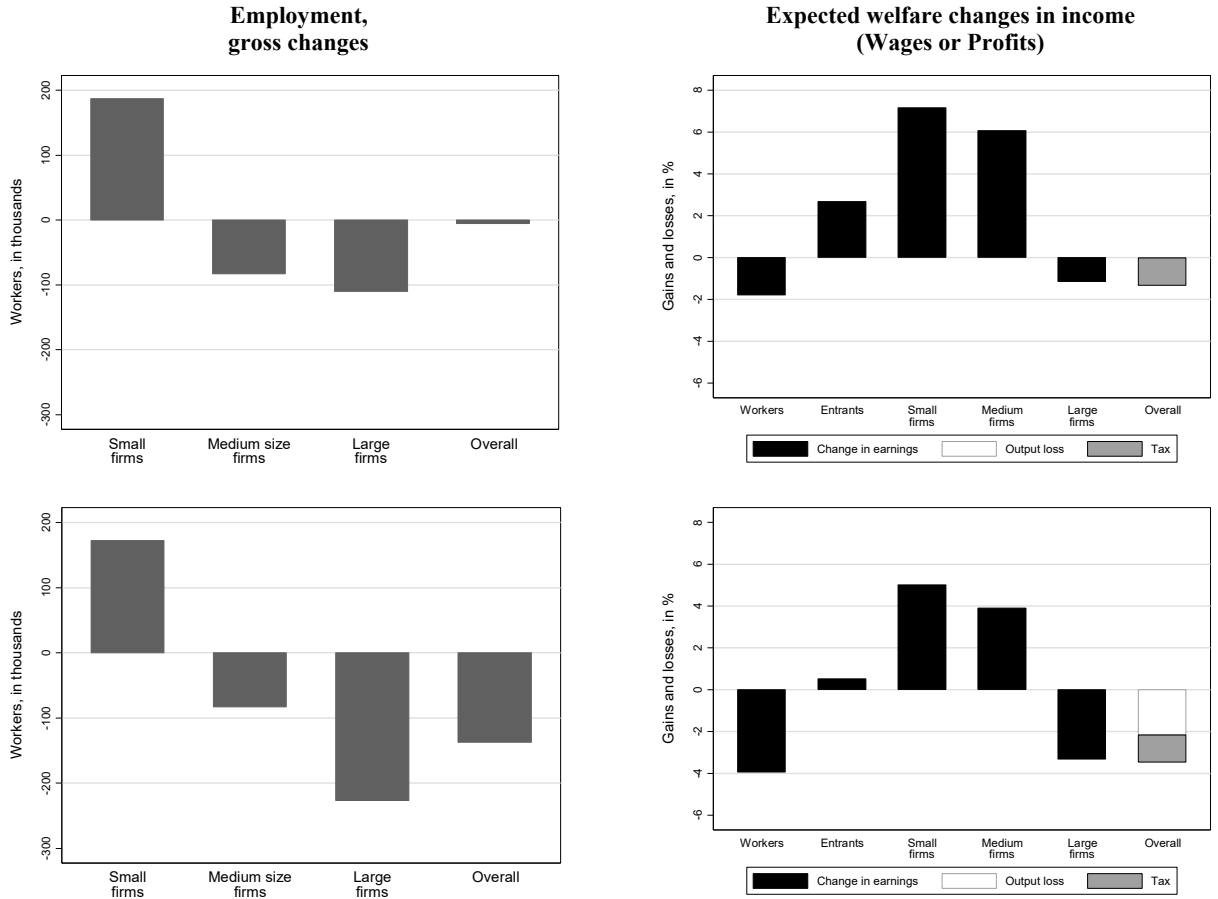 Employment,
gross changes
Expected welfare changes in income
(Wages or Profits)
Workers, in thousands
200
100
0
-100
-200
-300
Small
firms
Medium size
firms
Large
firms
Overall
Gains and losses, in %
8
6
4
2
0
-2
-4
-6
Workers
Entrants
Small
firms
Medium
firms
Large
firms
Overall
Change in earnings
Output loss
Tax
Workers, in thousands
200
100
0
-100
-200
-300
Small
firms
Medium size
firms
Large
firms
Overall
Gains and losses, in %
8
6
4
2
0
-2
-4
-6
Workers
Entrants
Small
firms
Medium
firms
Large
firms
Overall
Change in earnings
Output loss
Tax